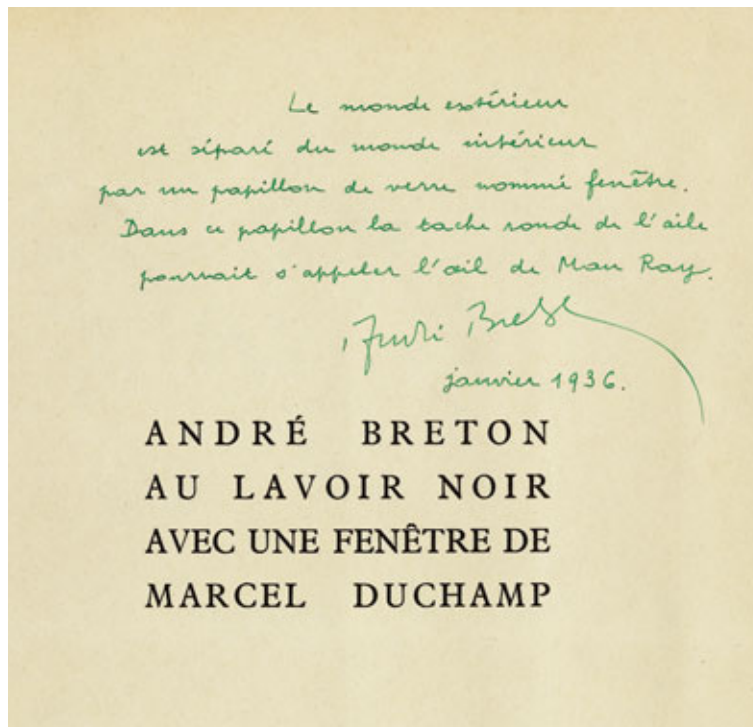 Le monde extérieur
est séparé du monde intérieur
par un papillon de verre nommé fenêtre.
Dans ce papillon la tache ronde de l'aile
pourrait s'appeler l'œil de Man Ray.
André Breton
janvier 1936.
ANDRÉ BRETON
AU LAVOIR NOIR
AVEC UNE FENÊTRE DE
MARCEL DUCHAMP